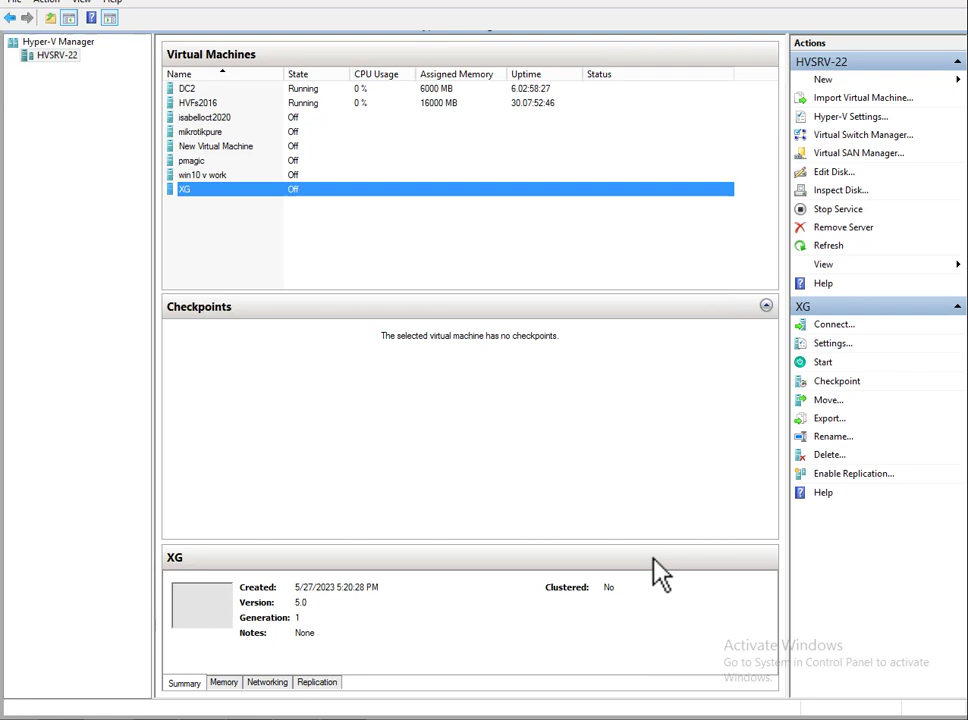 File Action View Help
Hyper-V Manager
HVSRV-22
Virtual Machines
Name State CPU Usage Assigned Memory Uptime Status
DC2 Running 0 % 6000 MB 6.02:58:27
HVFs2016 Running 0 % 16000 MB 30.07:52:46
isabelloct2020 Off
mikrotikpure Off
New Virtual Machine Off
pmagic Off
win10 v work Off
XG Off
Checkpoints
The selected virtual machine has no checkpoints.
XG
Created: 5/27/2023 5:20:28 PM Clustered: No
Version: 5.0
Generation: 1
Notes: None
Summary Memory Networking Replication
Actions
HVSRV-22
New
Import Virtual Machine...
Hyper-V Settings...
Virtual Switch Manager...
Virtual SAN Manager...
Edit Disk...
Inspect Disk...
Stop Service
Remove Server
Refresh
View
Help
XG
Connect...
Settings...
Start
Checkpoint
Move...
Export...
Rename...
Delete...
Enable Replication...
Help
Activate Windows
Go to System in Control Panel to activate
Windows.